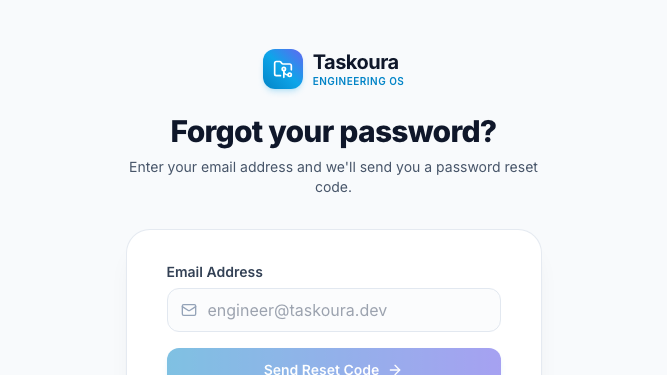 Taskoura
ENGINEERING OS
Forgot your password?
Enter your email address and we'll send you a password reset
code.
Email Address
engineer@taskoura.dev
Send Reset Code →